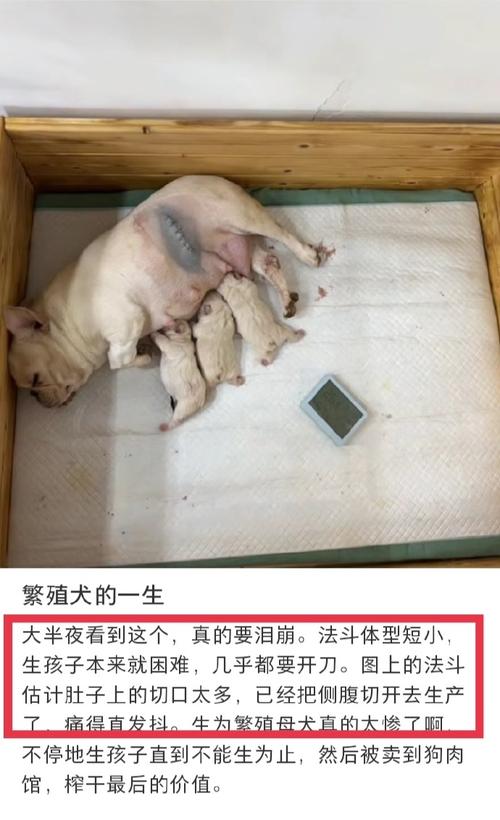 繁殖犬的一生
大半夜看到这个，真的要泪崩。法斗体型短小，
生孩子本来就困难，几乎都要开刀。图上的法斗
估计肚子上的切口太多，已经把侧腹切开去生产
了，痛得直发抖。生为繁殖母犬真的太惨了啊，
不停地生孩子直到不能生为止，然后被卖到狗肉
馆，榨干最后的价值。